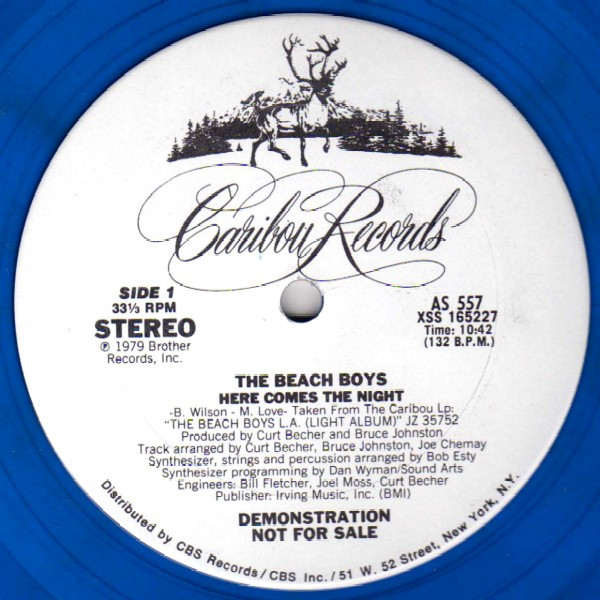 Caribou Records
SIDE 1
33⅓ RPM
STEREO
℗ 1979 Brother
Records, Inc.
AS 557
XSS 165227
Time: 10:42
(132 B.P.M.)
THE BEACH BOYS
HERE COMES THE NIGHT
-B. Wilson - M. Love- Taken From The Caribou Lp:
"THE BEACH BOYS L.A. (LIGHT ALBUM)" JZ 35752
Produced by Curt Becher and Bruce Johnston
Track arranged by Curt Becher, Bruce Johnston, Joe Chemay
Synthesizer, strings and percussion arranged by Bob Esty
Synthesizer programming by Dan Wyman/Sound Arts
Engineers: Bill Fletcher, Joel Moss, Curt Becher
Publisher: Irving Music, Inc. (BMI)
DEMONSTRATION
NOT FOR SALE
Distributed by CBS Records/CBS Inc./51 W. 52 Street, New York, N.Y.